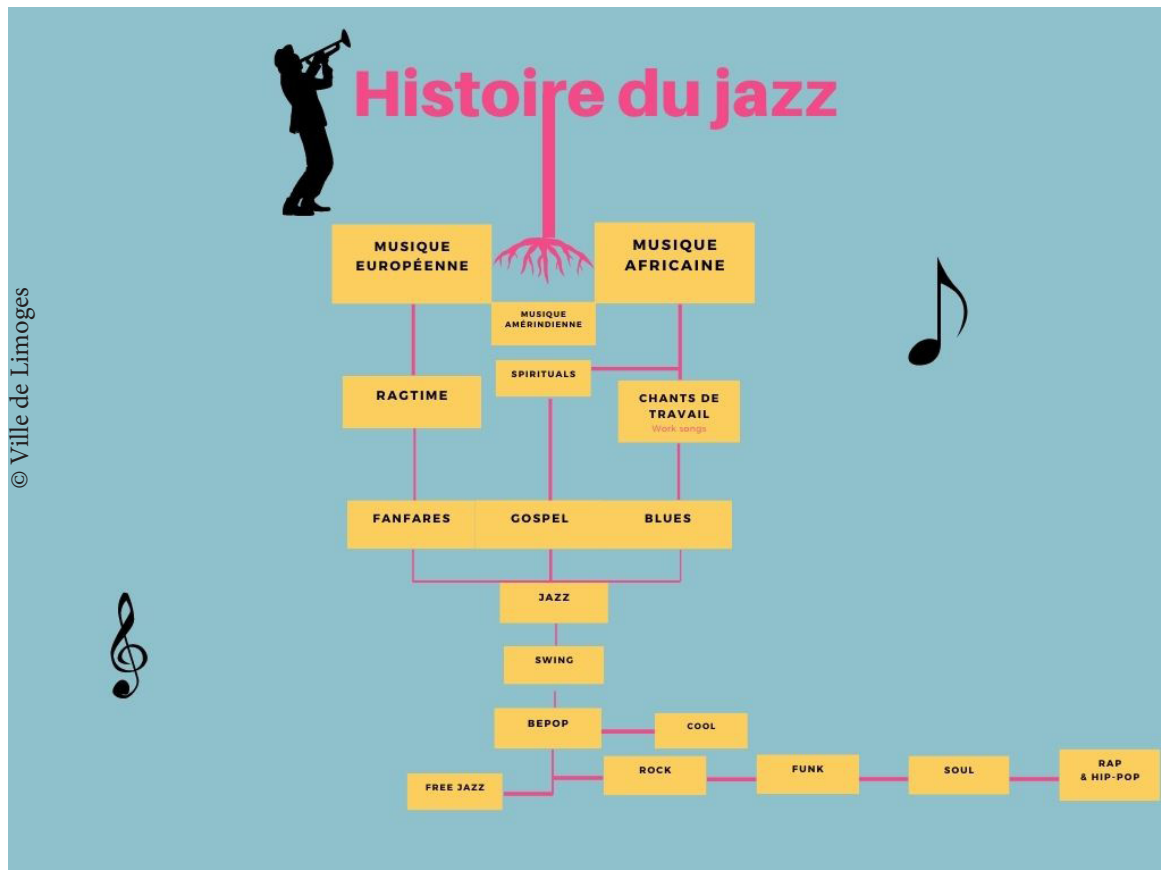 Histoire du jazz
MUSIQUE
EUROPÉENNE
MUSIQUE
AFRICAINE
MUSIQUE
AMÉRINDIENNE
SPIRITUALS
RAGTIME
CHANTS DE
TRAVAIL
Work songs
FANFARES
GOSPEL
BLUES
JAZZ
SWING
BEPOP
COOL
ROCK
FUNK
SOUL
RAP
& HIP-POP
FREE JAZZ
© Ville de Limoges